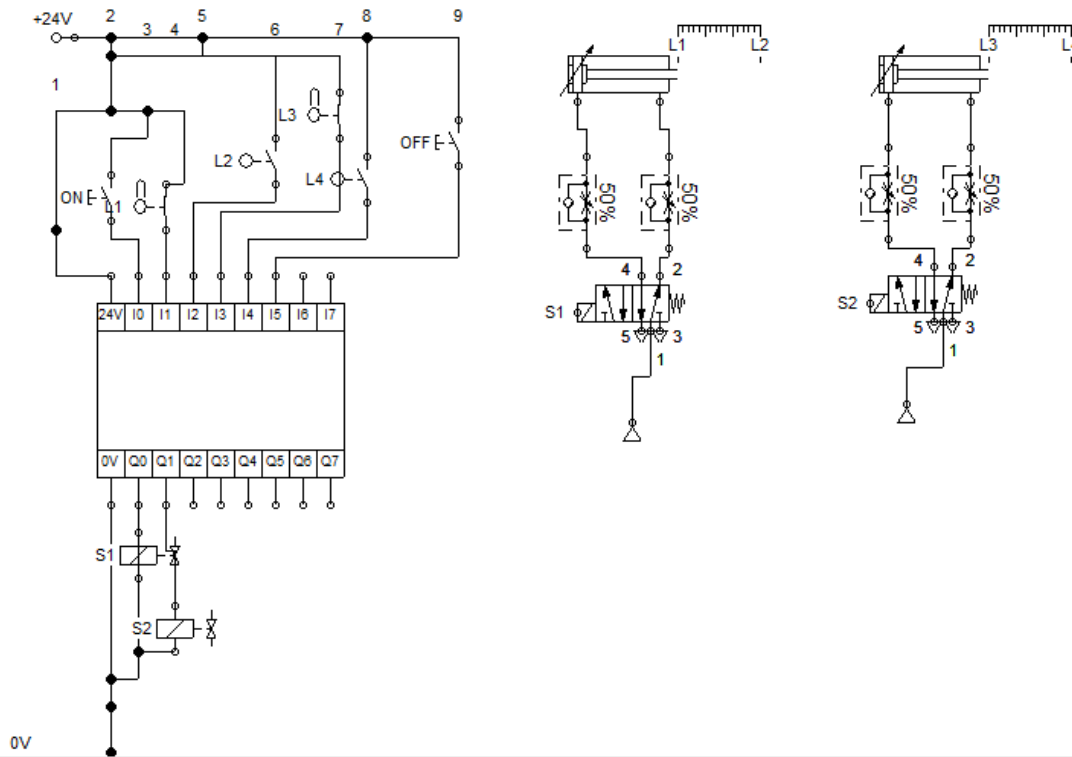 +24V 2 3 4 5 6 7 8 9
1
L1 L2
L3 L4
L3
OFF
L2
L4
ON L1
50% 50%
50% 50%
4 2
4 2
S1
S2
5 3
5 3
1
1
24V I0 I1 I2 I3 I4 I5 I6 I7
0V Q0 Q1 Q2 Q3 Q4 Q5 Q6 Q7
S1
S2
0V